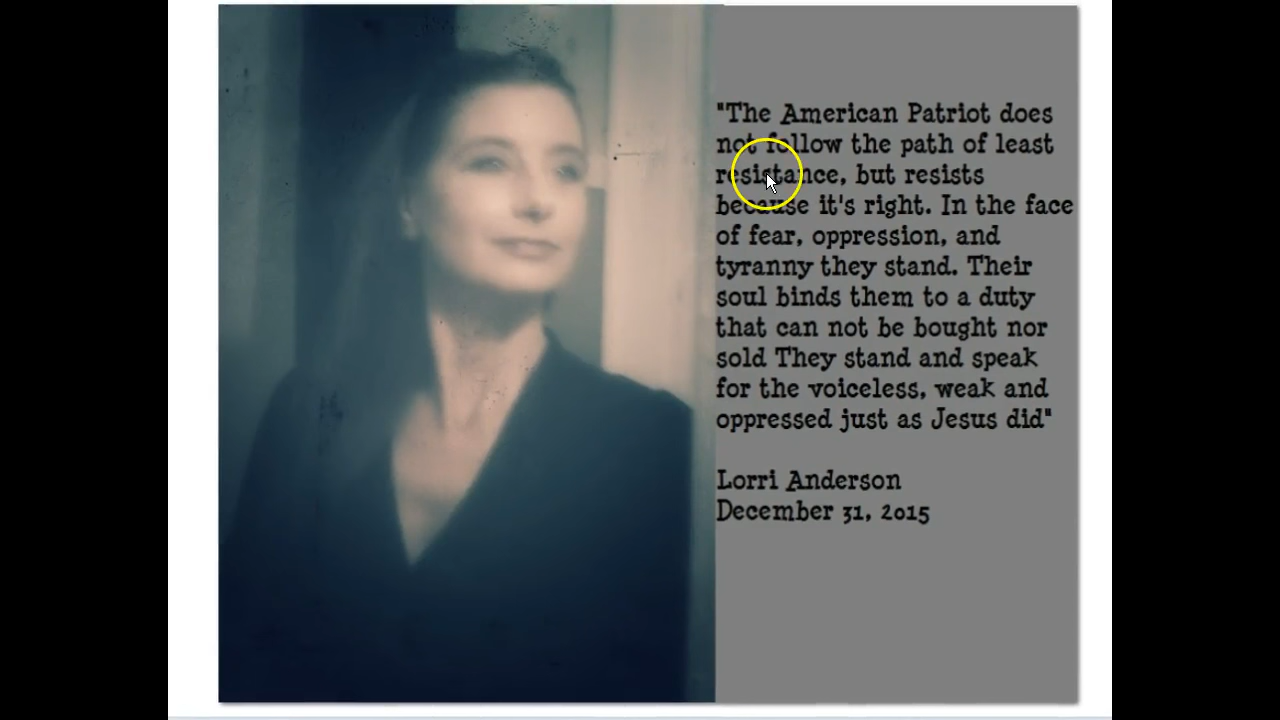 "The American Patriot does
not follow the path of least
resistance, but resists
because it's right. In the face
of fear, oppression, and
tyranny they stand. Their
soul binds them to a duty
that can not be bought nor
sold They stand and speak
for the voiceless, weak and
oppressed just as Jesus did"
Lorri Anderson
December 31, 2015